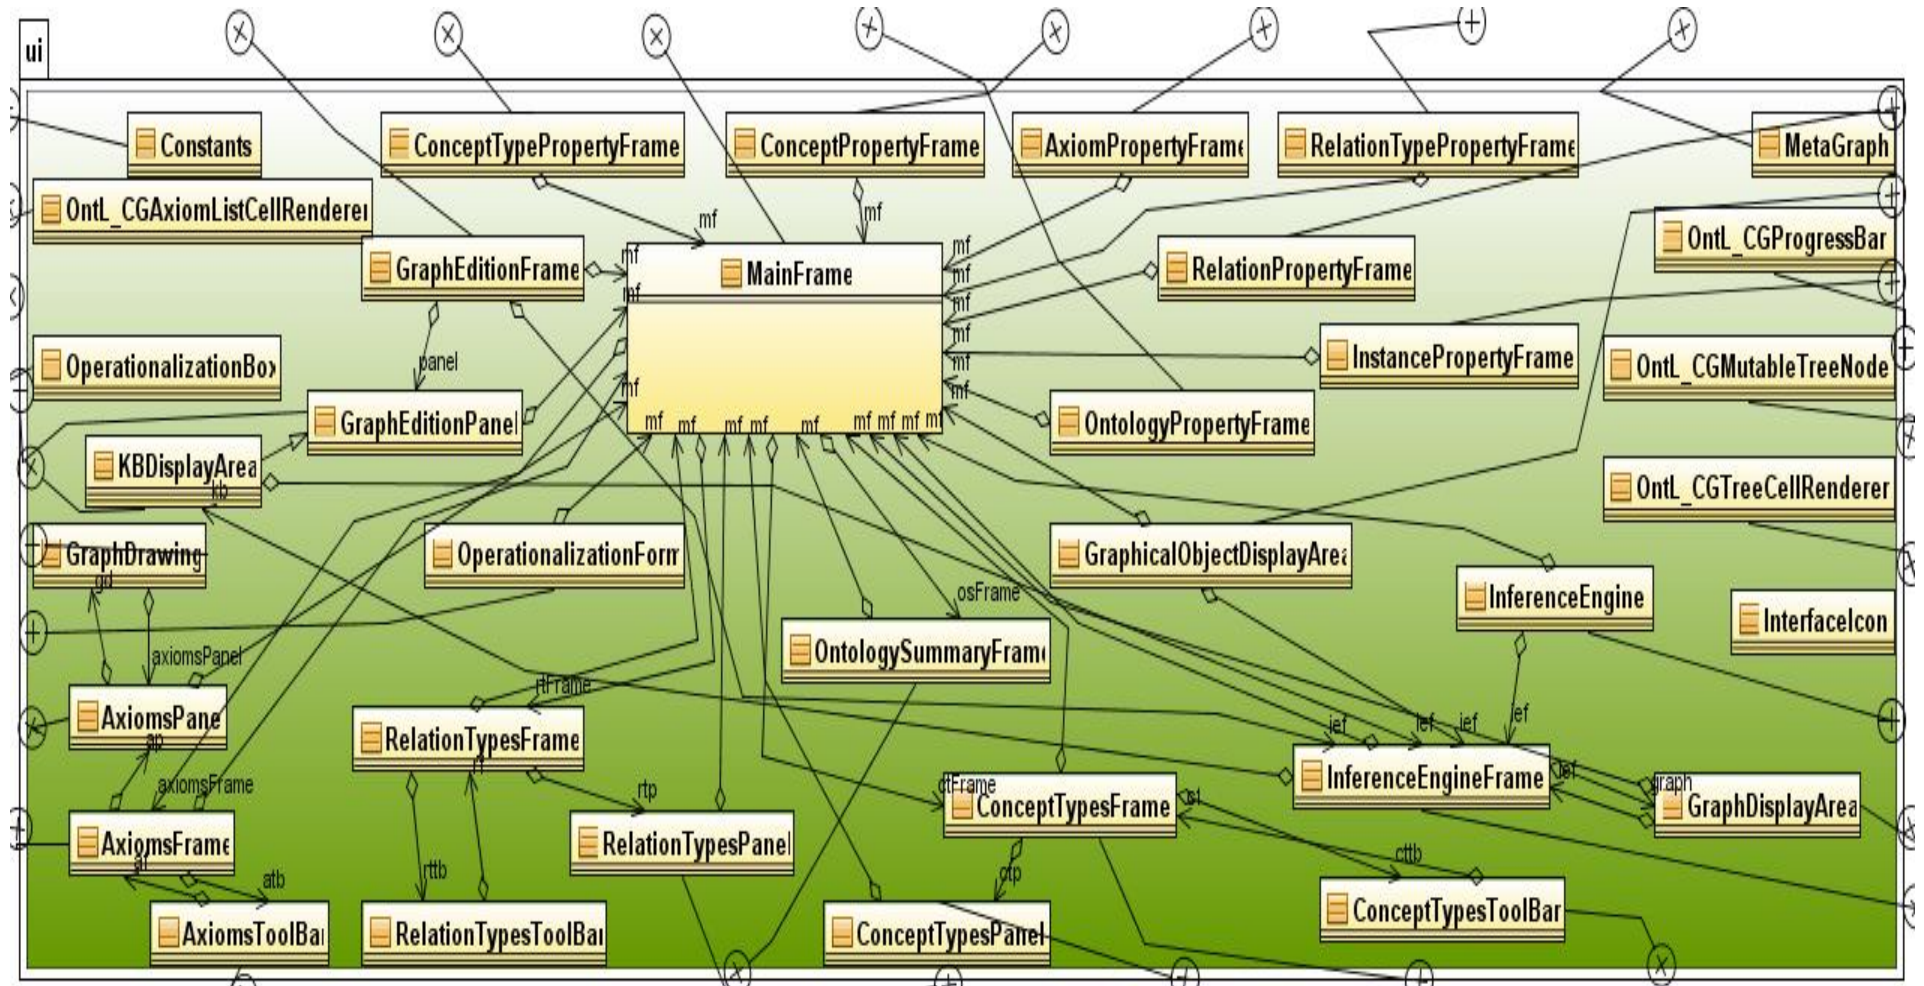 ui
Constants
ConceptTypePropertyFrame
ConceptPropertyFrame
AxiomPropertyFrame
RelationTypePropertyFrame
MetaGraph
OntL_CGAxiomListCellRenderer
mf
mf
mf
OntL_CGProgressBar
GraphEditionFrame
mf
MainFrame
mf
RelationPropertyFrame
mf
mf
mf
InstancePropertyFrame
OperationalizationBox
panel
mf
OntL_CGMutableTreeNode
mf
mf
GraphEditionPanel
mf
mf
mf
mf
mf
mf
mf
mf
mf
OntologyPropertyFrame
KBDisplayArea
kb
OntL_CGTreeCellRenderer
GraphDrawing
gd
OperationalizationForm
GraphicalObjectDisplayArea
osFrame
InferenceEngine
InterfaceIcon
axiomsPanel
OntologySummaryFrame
rtFrame
AxiomsPane
ap
RelationTypesFrame
rf
ief
ief
ief
ief
axiomsFrame
rtp
ctFrame
ConceptTypesFrame
ct
InferenceEngineFrame
ief
graph
GraphDisplayArea
AxiomsFrame
af
atb
rttb
RelationTypesPanel
ctp
cttb
AxiomsToolBar
RelationTypesToolBar
ConceptTypesPanel
ConceptTypesToolBar